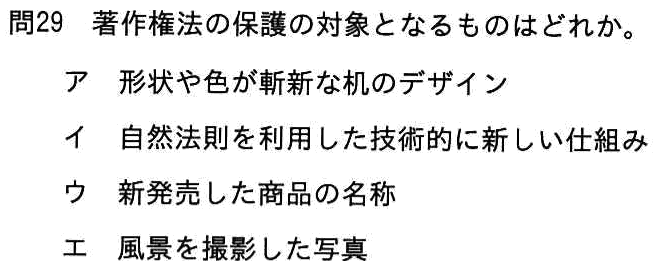 問29 著作権法の保護の対象となるものはどれか。
ア 形状や色が斬新な机のデザイン
イ 自然法則を利用した技術的に新しい仕組み
ウ 新発売した商品の名称
エ 風景を撮影した写真